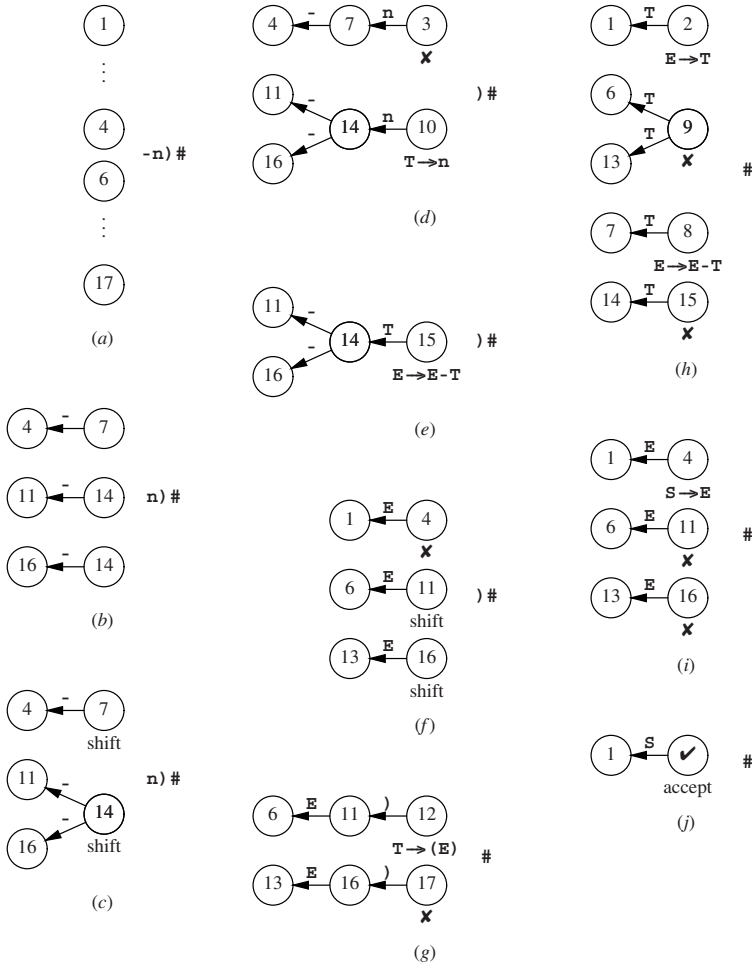 1
⋮
4
-n)#
6
⋮
17
(a)
4 - 7
11 - 14 n)#
16 - 14
(b)
4 - 7
shift
11 - n)#
14
16 - shift
(c)
4 - 7 n 3
✘
11 - )#
14 n 10
16 - T→n
(d)
11 -
14 T 15 )#
16 - E→E-T
(e)
1 E 4
✘
6 E 11 )#
shift
13 E 16
shift
(f)
6 E 11 ) 12
T→(E) #
13 E 16 ) 17
✘
(g)
1 T 2
E→T
6 T
9
13 T ✘
#
7 T 8
E→E-T
14 T 15
✘
(h)
1 E 4
S→E
6 E 11 #
✘
13 E 16
✘
(i)
1 S ✔ #
accept
(j)